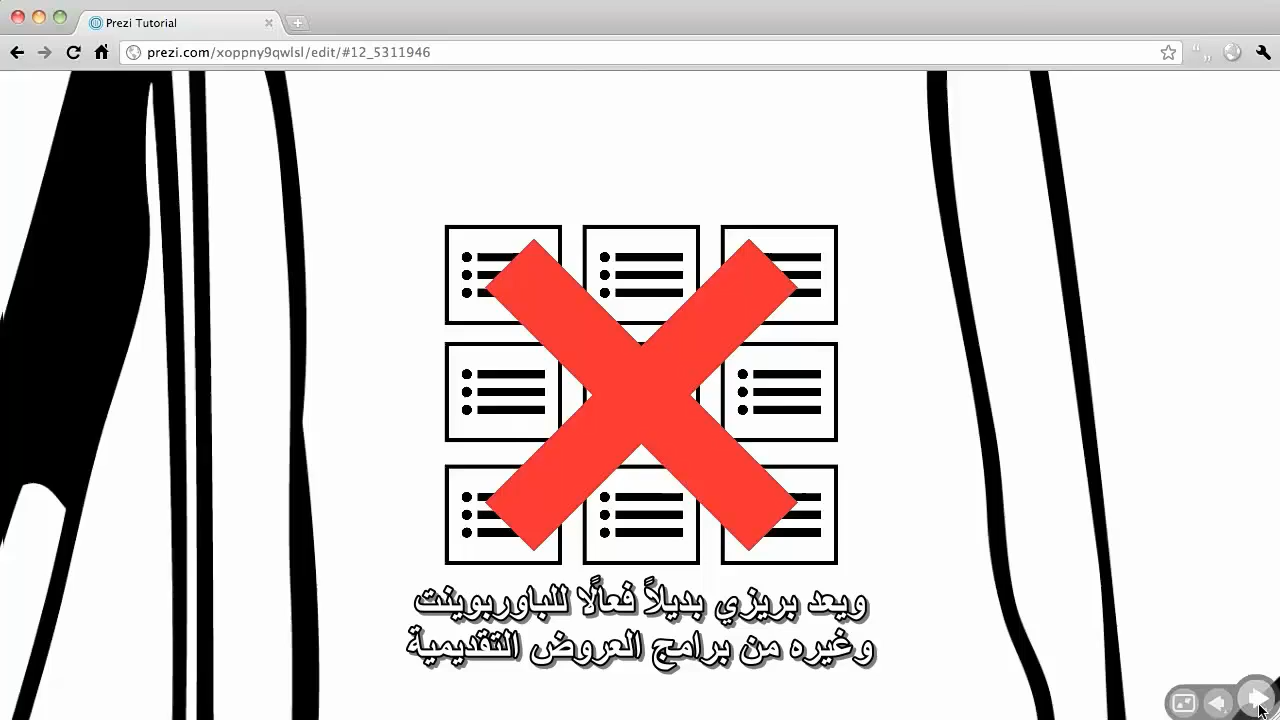 Prezi Tutorial
prezi.com/xoppny9qwlsl/edit/#12_5311946
ويعد بريزي بديلاً فعالًا للباوربوينت
وغيره من برامج العروض التقديمية